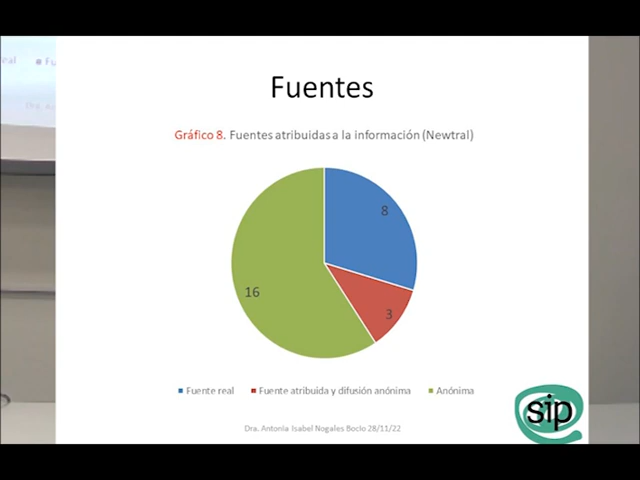 Fuentes
Gráfico 8. Fuentes atribuidas a la información (Newtral)
8
16
3
Fuente real Fuente atribuida y difusión anónima Anónima
Dra. Antonia Isabel Nogales Bocio 28/11/22
sip